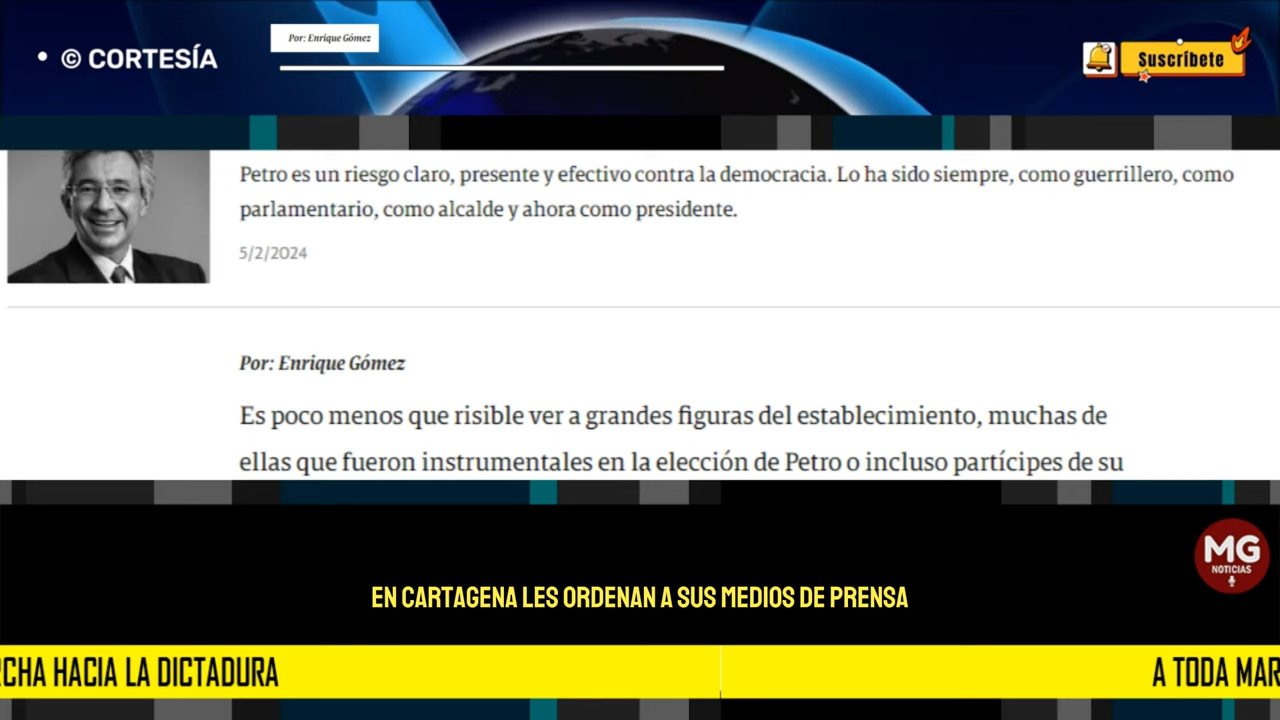 • © CORTESÍA
Por: Enrique Gómez
Suscríbete
Petro es un riesgo claro, presente y efectivo contra la democracia. Lo ha sido siempre, como guerrillero, como
parlamentario, como alcalde y ahora como presidente.
5/2/2024
Por: Enrique Gómez
Es poco menos que risible ver a grandes figuras del establecimiento, muchas de
ellas que fueron instrumentales en la elección de Petro o incluso partícipes de su
MG
NOTICIAS
EN CARTAGENA LES ORDENAN A SUS MEDIOS DE PRENSA
RCHA HACIA LA DICTADURA
A TODA MAR